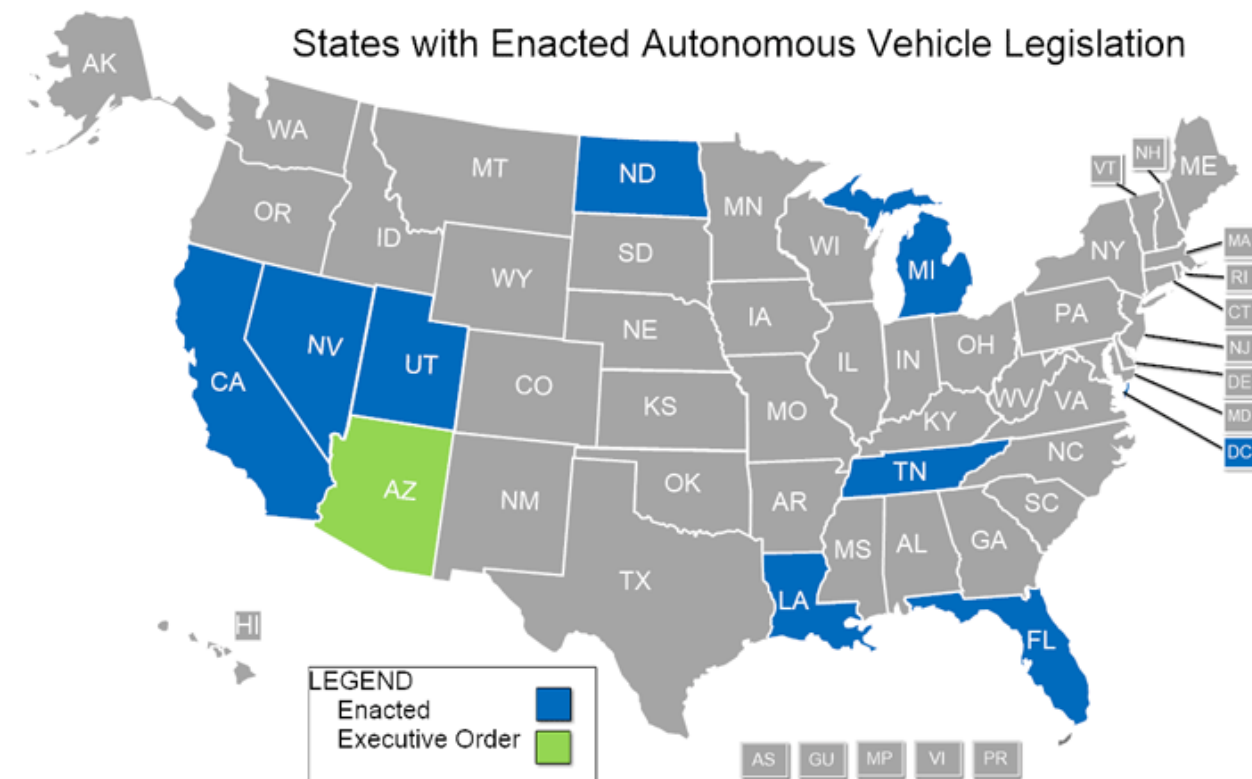 States with Enacted Autonomous Vehicle Legislation
AK
WA
MT
ND
MN
VT
NH
ME
OR
ID
WY
SD
WI
MI
NY
MA
RI
CT
NJ
DE
MD
DC
CA
NV
UT
CO
NE
IA
IL
IN
OH
PA
KS
MO
KY
WV
VA
AZ
NM
OK
AR
TN
NC
SC
TX
LA
MS
AL
GA
FL
HI
LEGEND
Enacted
Executive Order
AS
GU
MP
VI
PR